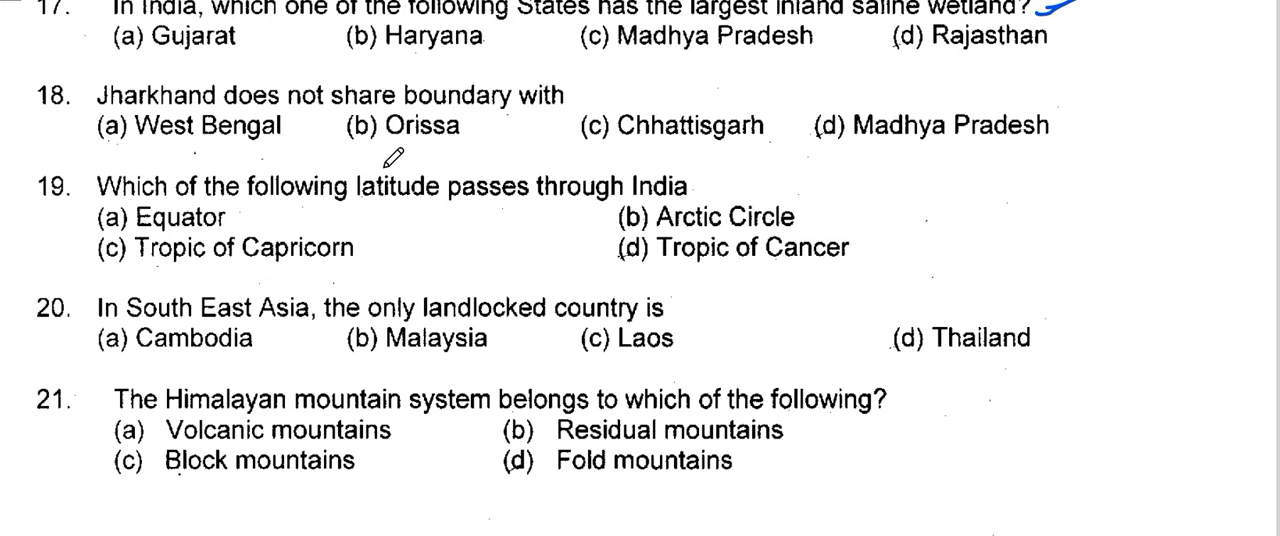 17. In India, which one of the following States has the largest inland saline wetland?
(a) Gujarat (b) Haryana (c) Madhya Pradesh (d) Rajasthan
18. Jharkhand does not share boundary with
(a) West Bengal (b) Orissa (c) Chhattisgarh (d) Madhya Pradesh
19. Which of the following latitude passes through India
(a) Equator (b) Arctic Circle
(c) Tropic of Capricorn (d) Tropic of Cancer
20. In South East Asia, the only landlocked country is
(a) Cambodia (b) Malaysia (c) Laos (d) Thailand
21. The Himalayan mountain system belongs to which of the following?
(a) Volcanic mountains (b) Residual mountains
(c) Block mountains (d) Fold mountains